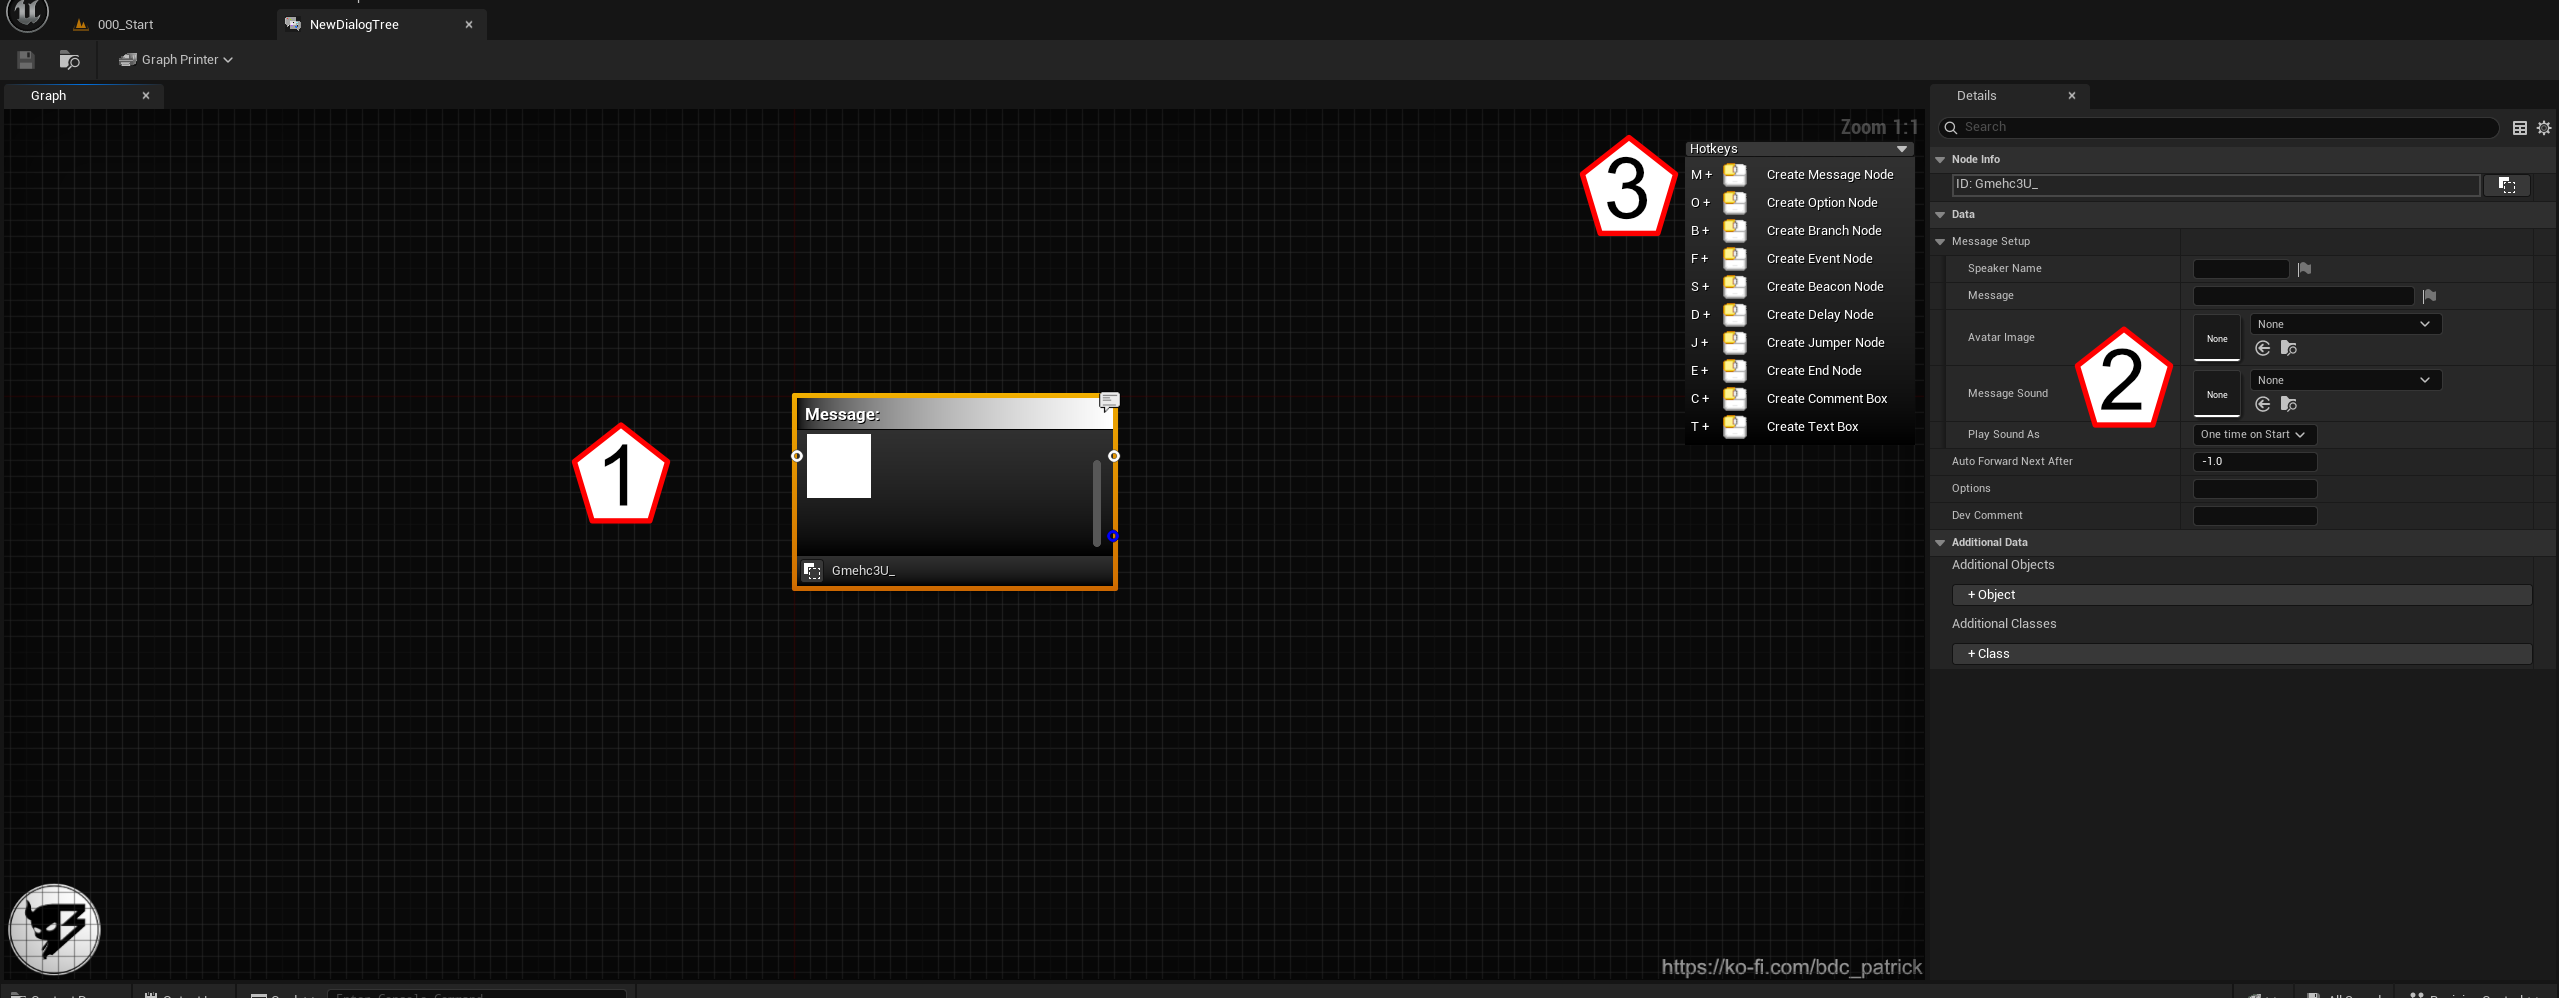 000_Start
NewDialogTree
Graph Printer
Graph
Details
Zoom 1:1
Search
Hotkeys
M + Create Message Node
O + Create Option Node
B + Create Branch Node
F + Create Event Node
S + Create Beacon Node
D + Create Delay Node
J + Create Jumper Node
E + Create End Node
C + Create Comment Box
T + Create Text Box
3
Node Info
ID: Gmehc3U_
Data
Message Setup
Speaker Name
Message
Avatar Image
None
None
Message Sound
None
None
2
Play Sound As One time on Start
Auto Forward Next After -1.0
Options
Dev Comment
Additional Data
Additional Objects
+ Object
Additional Classes
+ Class
1
Message:
Gmehc3U_
https://ko-fi.com/bdc_patrick